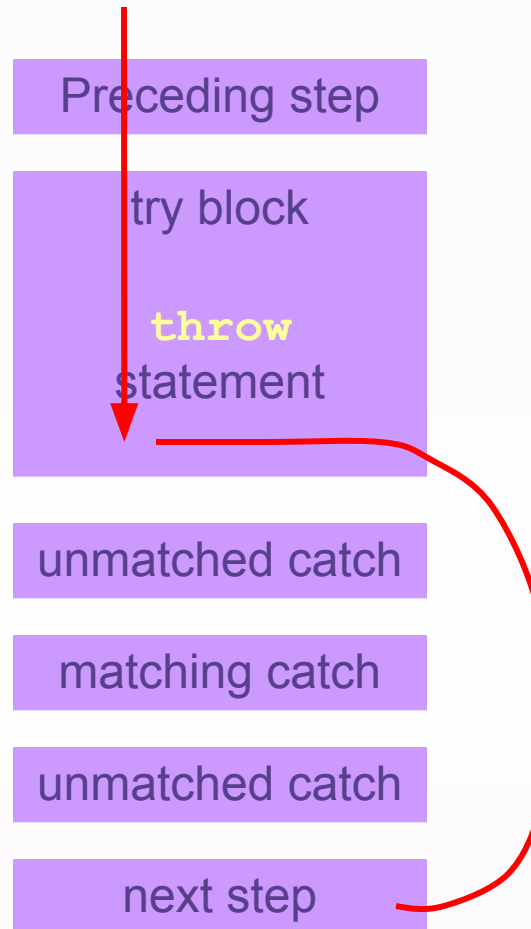 Preceding step
try block
throw
statement
unmatched catch
matching catch
unmatched catch
next step